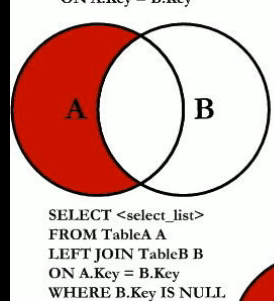 ON A.Key = B.Key
A
B
SELECT <select_list>
FROM TableA A
LEFT JOIN TableB B
ON A.Key = B.Key
WHERE B.Key IS NULL